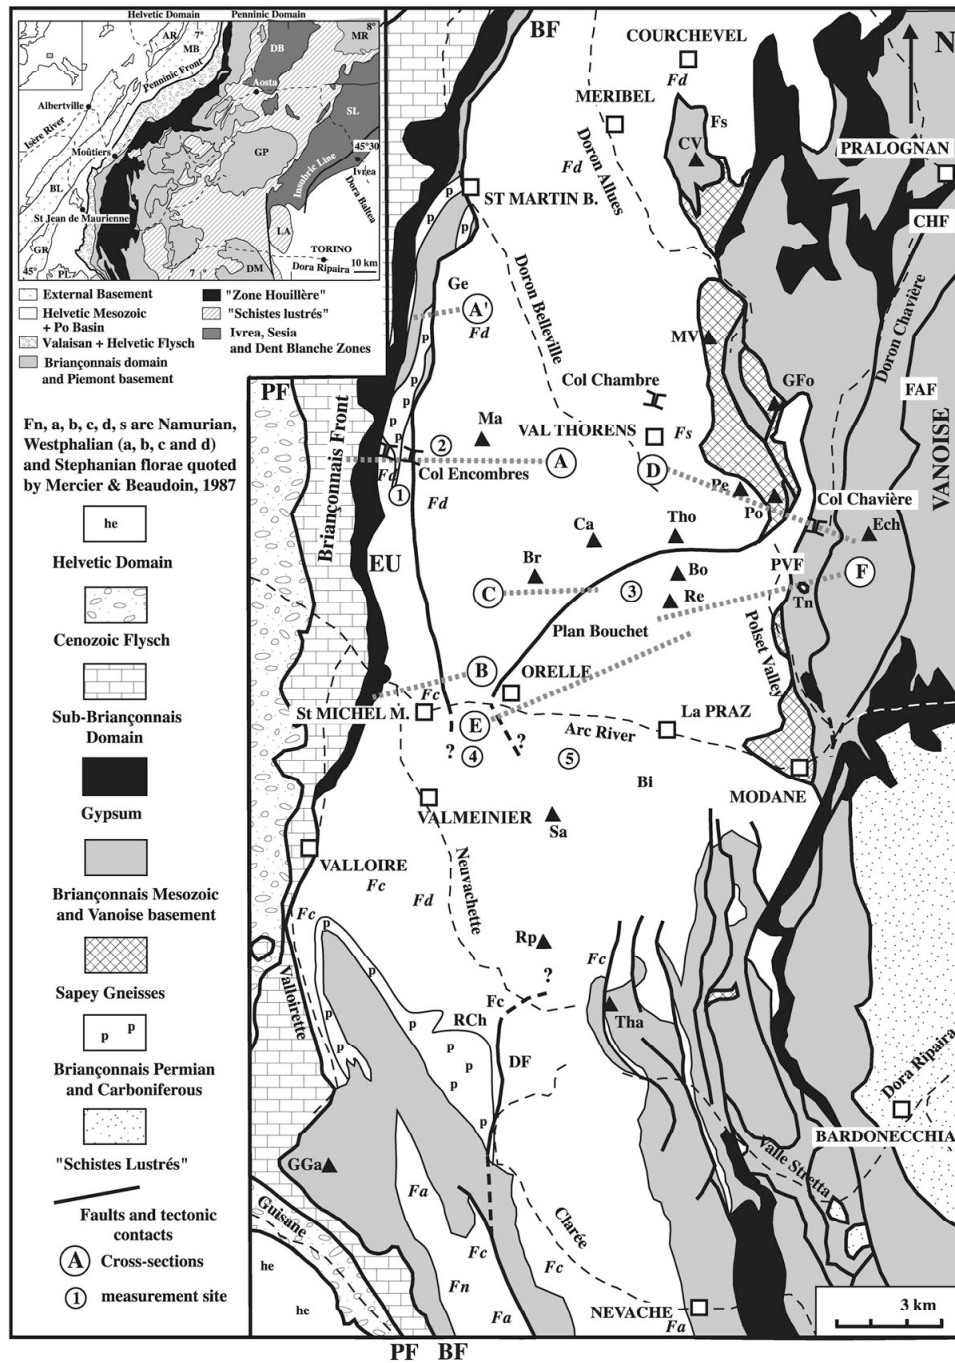 Helvetic Domain
Penninic Domain
8°
AR
7°
MB
DB
MR
Penninic Front
Aosta
Albertville
Isère River
SL
Moûtiers
45°30
GP
Insubric Line
Ivrea
BL
Dora Baltea
St Jean de Maurienne
LA
GR
TORINO
DM
Dora Ripaira
45°
PL
7°
10 km
External Basement
Helvetic Mesozoic
+ Po Basin
Valaisan + Helvetic Flysch
Briançonnais domain
and Piemont basement
"Zone Houillère"
"Schistes lustrés"
Ivrea, Sesia
and Dent Blanche Zones
Fn, a, b, c, d, s are Namurian,
Westphalian (a, b, c and d)
and Stephanian florae quoted
by Mercier & Beaudoin, 1987
he
Helvetic Domain
Cenozoic Flysch
Sub-Briançonnais
Domain
Gypsum
Briançonnais Mesozoic
and Vanoise basement
Sapey Gneisses
p p
Briançonnais Permian
and Carboniferous
"Schistes Lustrés"
Faults and tectonic
contacts
A Cross-sections
1 measurement site
BF
COURCHEVEL
N
Fd
MERIBEL
Fs
CV
PRALOGNAN
Fd
Doron Allues
p
ST MARTIN B.
CHF
p
p
p
Ge
Doron Belleville
A'
Fd
Doron Chavière
p
MV
PF
p
Col Chambre
GFo
FAF
VANOISE
p
Ma
VAL THORENS
Fs
Briançonnais Front
2
Fd
Col Encombres
A
D
1
Fd
Pe
Po
Col Chavière
Ca
Tho
Ech
EU
Br
Bo
PVF
F
C
3
Re
Tn
Plan Bouchet
Polset Valley
B
ORELLE
Fc
St MICHEL M.
E
La PRAZ
Arc River
?
4
?
5
Bi
MODANE
VALMEINIER
Sa
VALLOIRE
Fc
Fd
Neuvachette
Fc
p
Rp
Fc
p
?
Valloirette
Fc
RCh
Tha
p
p
DF
Dora Ripaira
p
p
p
p
BARDONECCHIA
Valle Stretta
GGa
Fa
Guisane
Clarée
Fc
Fc
he
Fn
he
Fa
NEVACHE
Fa
3 km
PF
BF